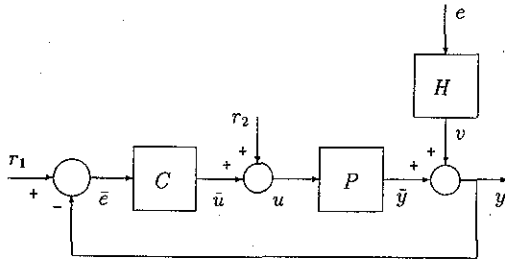 e
H
r₂
v
r₁
+
+
+
+
+
C
P
−
ē
ū
u
ȳ
y